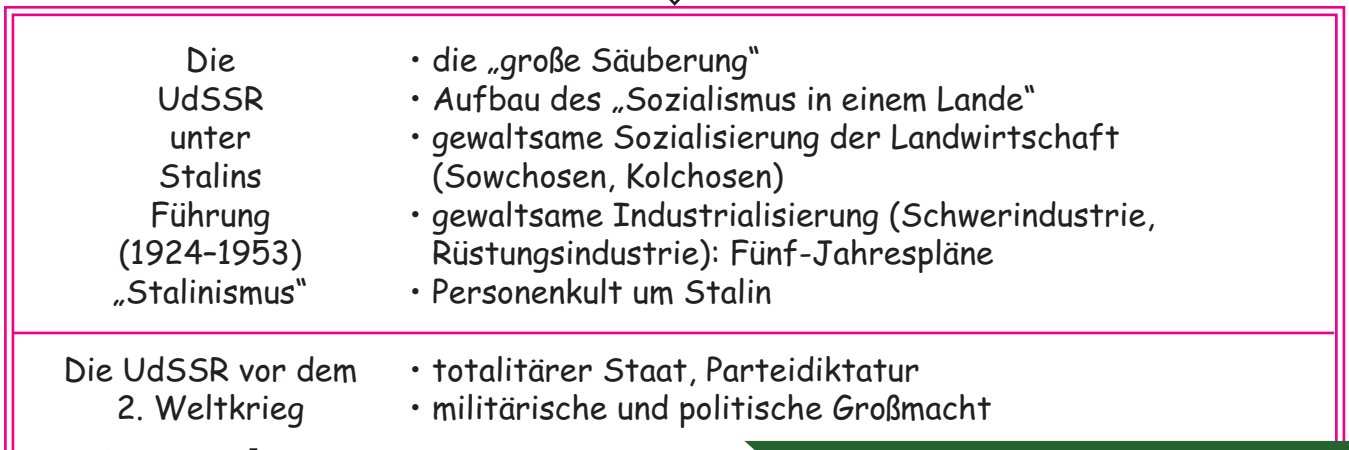 Die
UdSSR
unter
Stalins
Führung
(1924–1953)
„Stalinismus“
• die „große Säuberung“
• Aufbau des „Sozialismus in einem Lande“
• gewaltsame Sozialisierung der Landwirtschaft
(Sowchosen, Kolchosen)
• gewaltsame Industrialisierung (Schwerindustrie,
Rüstungsindustrie): Fünf-Jahrespläne
• Personenkult um Stalin
Die UdSSR vor dem
2. Weltkrieg
• totalitärer Staat, Parteidiktatur
• militärische und politische Großmacht